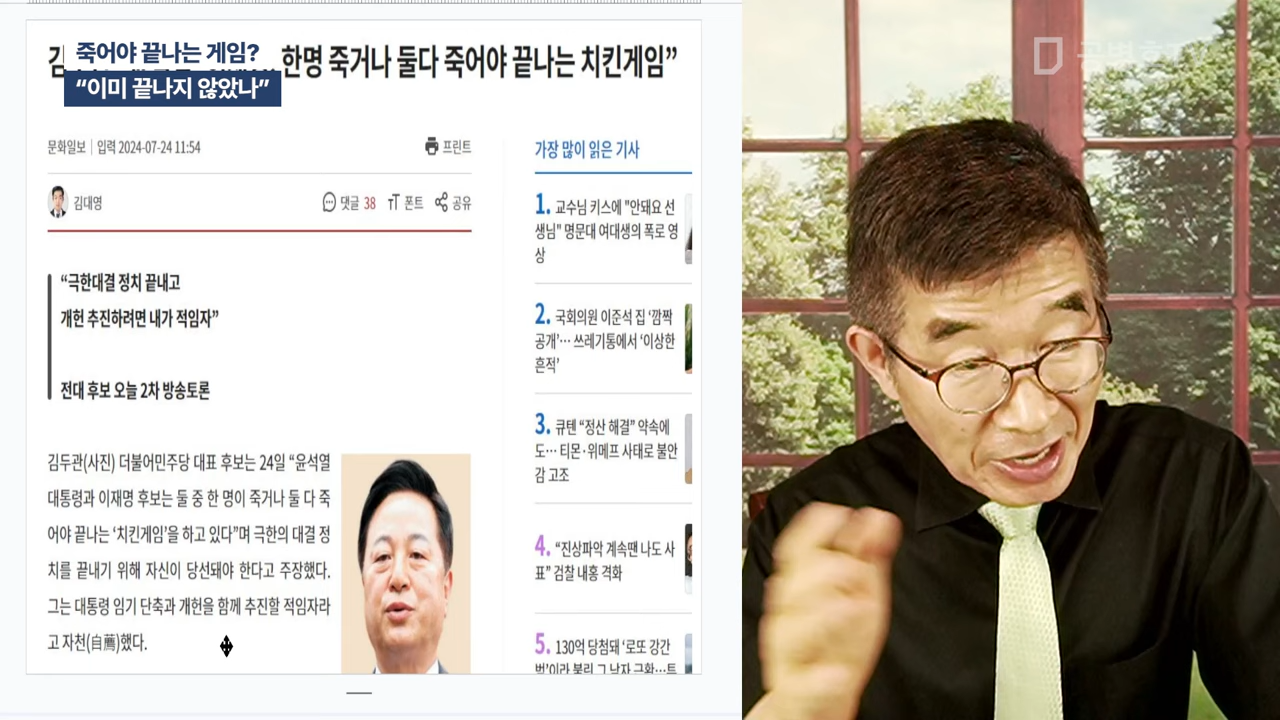 죽어야 끝나는 게임?
“이미 끝나지 않았나”
한명 죽거나 둘다 죽어야 끝나는 치킨게임”
문화일보 | 입력 2024-07-24 11:54
프린트
김대영
댓글 38
폰트
공유
“극한대결 정치 끝내고
개헌 추진하려면 내가 적임자”
전대 후보 오늘 2차 방송토론
김두관(사진) 더불어민주당 대표 후보는 24일 “윤석열
대통령과 이재명 후보는 둘 중 한 명이 죽거나 둘 다 죽
어야 끝나는 ‘치킨게임’을 하고 있다”며 극한의 대결 정
치를 끝내기 위해 자신이 당선돼야 한다고 주장했다.
그는 대통령 임기 단축과 개헌을 함께 추진할 적임자라
고 자천(自薦)했다.
가장 많이 읽은 기사
1. 교수님 키스에 "안돼요 선
생님" 명문대 여대생의 폭로 영
상
2. 국회의원 이준석 집 ‘깜짝
공개’… 쓰레기통에서 ‘이상한
흔적’
3. 큐텐 “정산 해결” 약속에
도… 티몬·위메프 사태로 불안
감 고조
4. “진상파악 계속땐 나도 사
표” 검찰 내홍 격화
5. 130억 당첨돼 ‘로또 강간